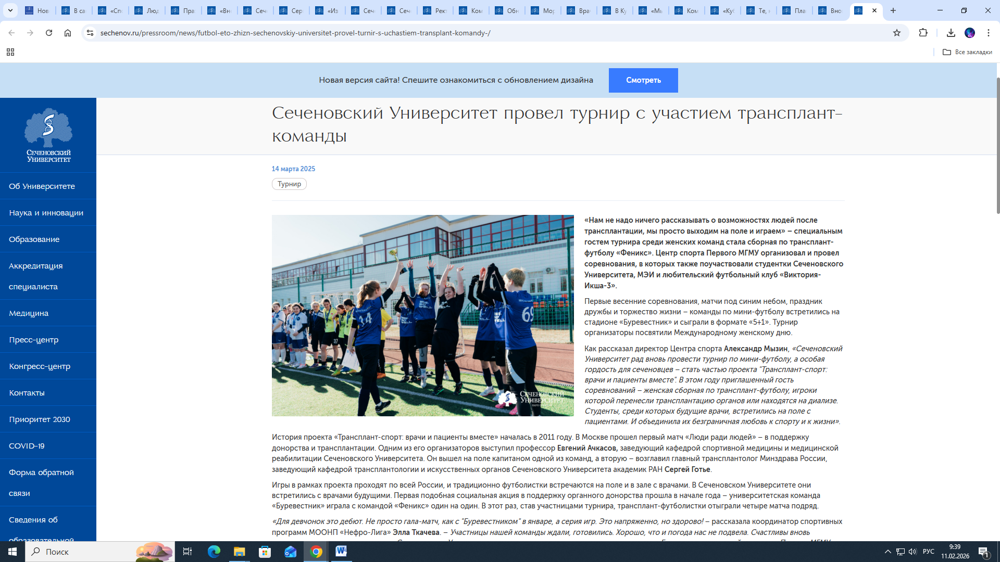 Нов
В са
«Спо
Люд
Пра
«Вно
Сече
Сер
«Из
Сече
Сече
Рект
Ком
Обн
Мор
Вра
В Ку
«Мы
Ком
«Куб
Те, к
Пла
Вно
sechenov.ru/pressroom/news/futbol-eto-zhizn-sechenovskiy-universitet-provel-turnir-s-uchastiem-transplant-komandy-/
Все закладки
Новая версия сайта! Спешите ознакомиться с обновлением дизайна
Смотреть
Сеченовский
Университет
Об Университете
Наука и инновации
Образование
Аккредитация
специалиста
Медицина
Пресс-центр
Конгресс-центр
Контакты
Приоритет 2030
COVID-19
Форма обратной
связи
Сведения об
образовательной
Сеченовский Университет провел турнир с участием трансплант-
команды
14 марта 2025
Турнир
14
69
37
Сеченовский
Университет
«Нам не надо ничего рассказывать о возможностях людей после
трансплантации, мы просто выходим на поле и играем» – специальным
гостем турнира среди женских команд стала сборная по трансплант-
футболу «Феникс». Центр спорта Первого МГМУ организовал и провел
соревнования, в которых также поучаствовали студентки Сеченовского
Университета, МЭИ и любительский футбольный клуб «Виктория-
Икша-3».
Первые весенние соревнования, матчи под синим небом, праздник
дружбы и торжество жизни – команды по мини-футболу встретились на
стадионе «Буревестник» и сыграли в формате «5+1». Турнир
организаторы посвятили Международному женскому дню.
Как рассказал директор Центра спорта Александр Мызин, «Сеченовский
Университет рад вновь провести турнир по мини-футболу, а особая
гордость для сеченовцев – стать частью проекта "Трансплант-спорт:
врачи и пациенты вместе". В этом году приглашенный гость
соревнований – женская сборная по трансплант-футболу, игроки
которой перенесли трансплантацию органов или находятся на диализе.
Студенты, среди которых будущие врачи, встретились на поле с
пациентами. И объединила их безграничная любовь к спорту и к жизни».
История проекта «Трансплант-спорт: врачи и пациенты вместе» началась в 2011 году. В Москве прошел первый матч «Люди ради людей» – в поддержку
донорства и трансплантации. Одним из его организаторов выступил профессор Евгений Ачкасов, заведующий кафедрой спортивной медицины и медицинской
реабилитации Сеченовского Университета. Он вышел на поле капитаном одной из команд, а вторую – возглавил главный трансплантолог Минздрава России,
заведующий кафедрой трансплантологии и искусственных органов Сеченовского Университета академик РАН Сергей Готье.
Игры в рамках проекта проходят по всей России, и традиционно футболистки встречаются на поле и в зале с врачами. В Сеченовском Университете они
встретились с врачами будущими. Первая подобная социальная акция в поддержку органного донорства прошла в начале года – университетская команда
«Буревестник» играла с командой «Феникс» один на один. В этот раз, став участницами турнира, трансплант-футболистки отыграли четыре матча подряд.
«Для девчонок это дебют. Не просто гала-матч, как с "Буревестником" в январе, а серия игр. Это напряженно, но здорово! – рассказала координатор спортивных
программ МООНП «Нефро-Лига» Элла Ткачева. – Участницы нашей команды ждали, готовились. Хорошо, что и погода нас не подвела. Счастливы вновь
Поиск
РУС
9:39
11.02.2026
1